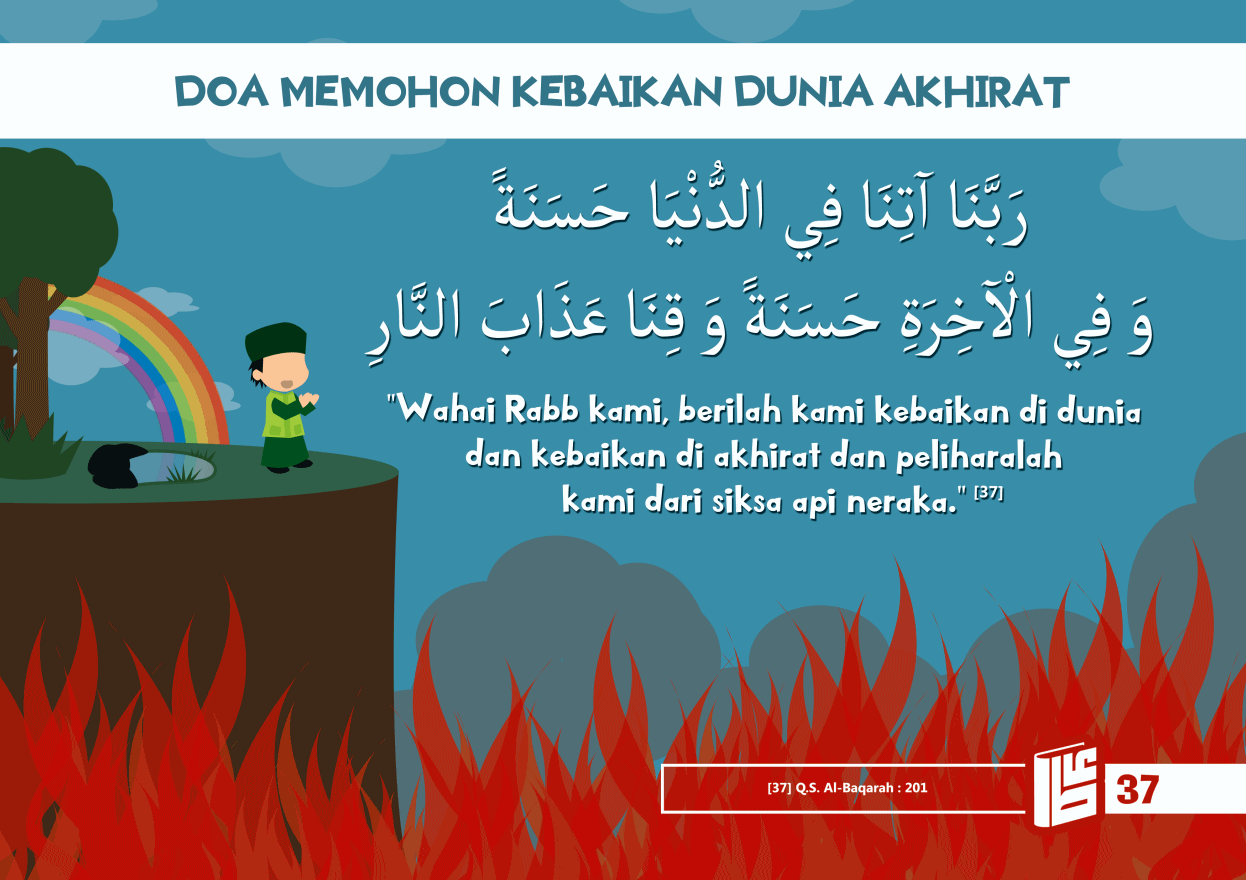 DOA MEMOHON KEBAIKAN DUNIA AKHIRAT
رَبَّنَا آتِنَا فِي الدُّنْيَا حَسَنَةً
وَ فِي الْآخِرَةِ حَسَنَةً وَ قِنَا عَذَابَ النَّارِ
"Wahai Rabb kami, berilah kami kebaikan di dunia
dan kebaikan di akhirat dan peliharalah
kami dari siksa api neraka." [37]
[37] Q.S. Al-Baqarah : 201
37